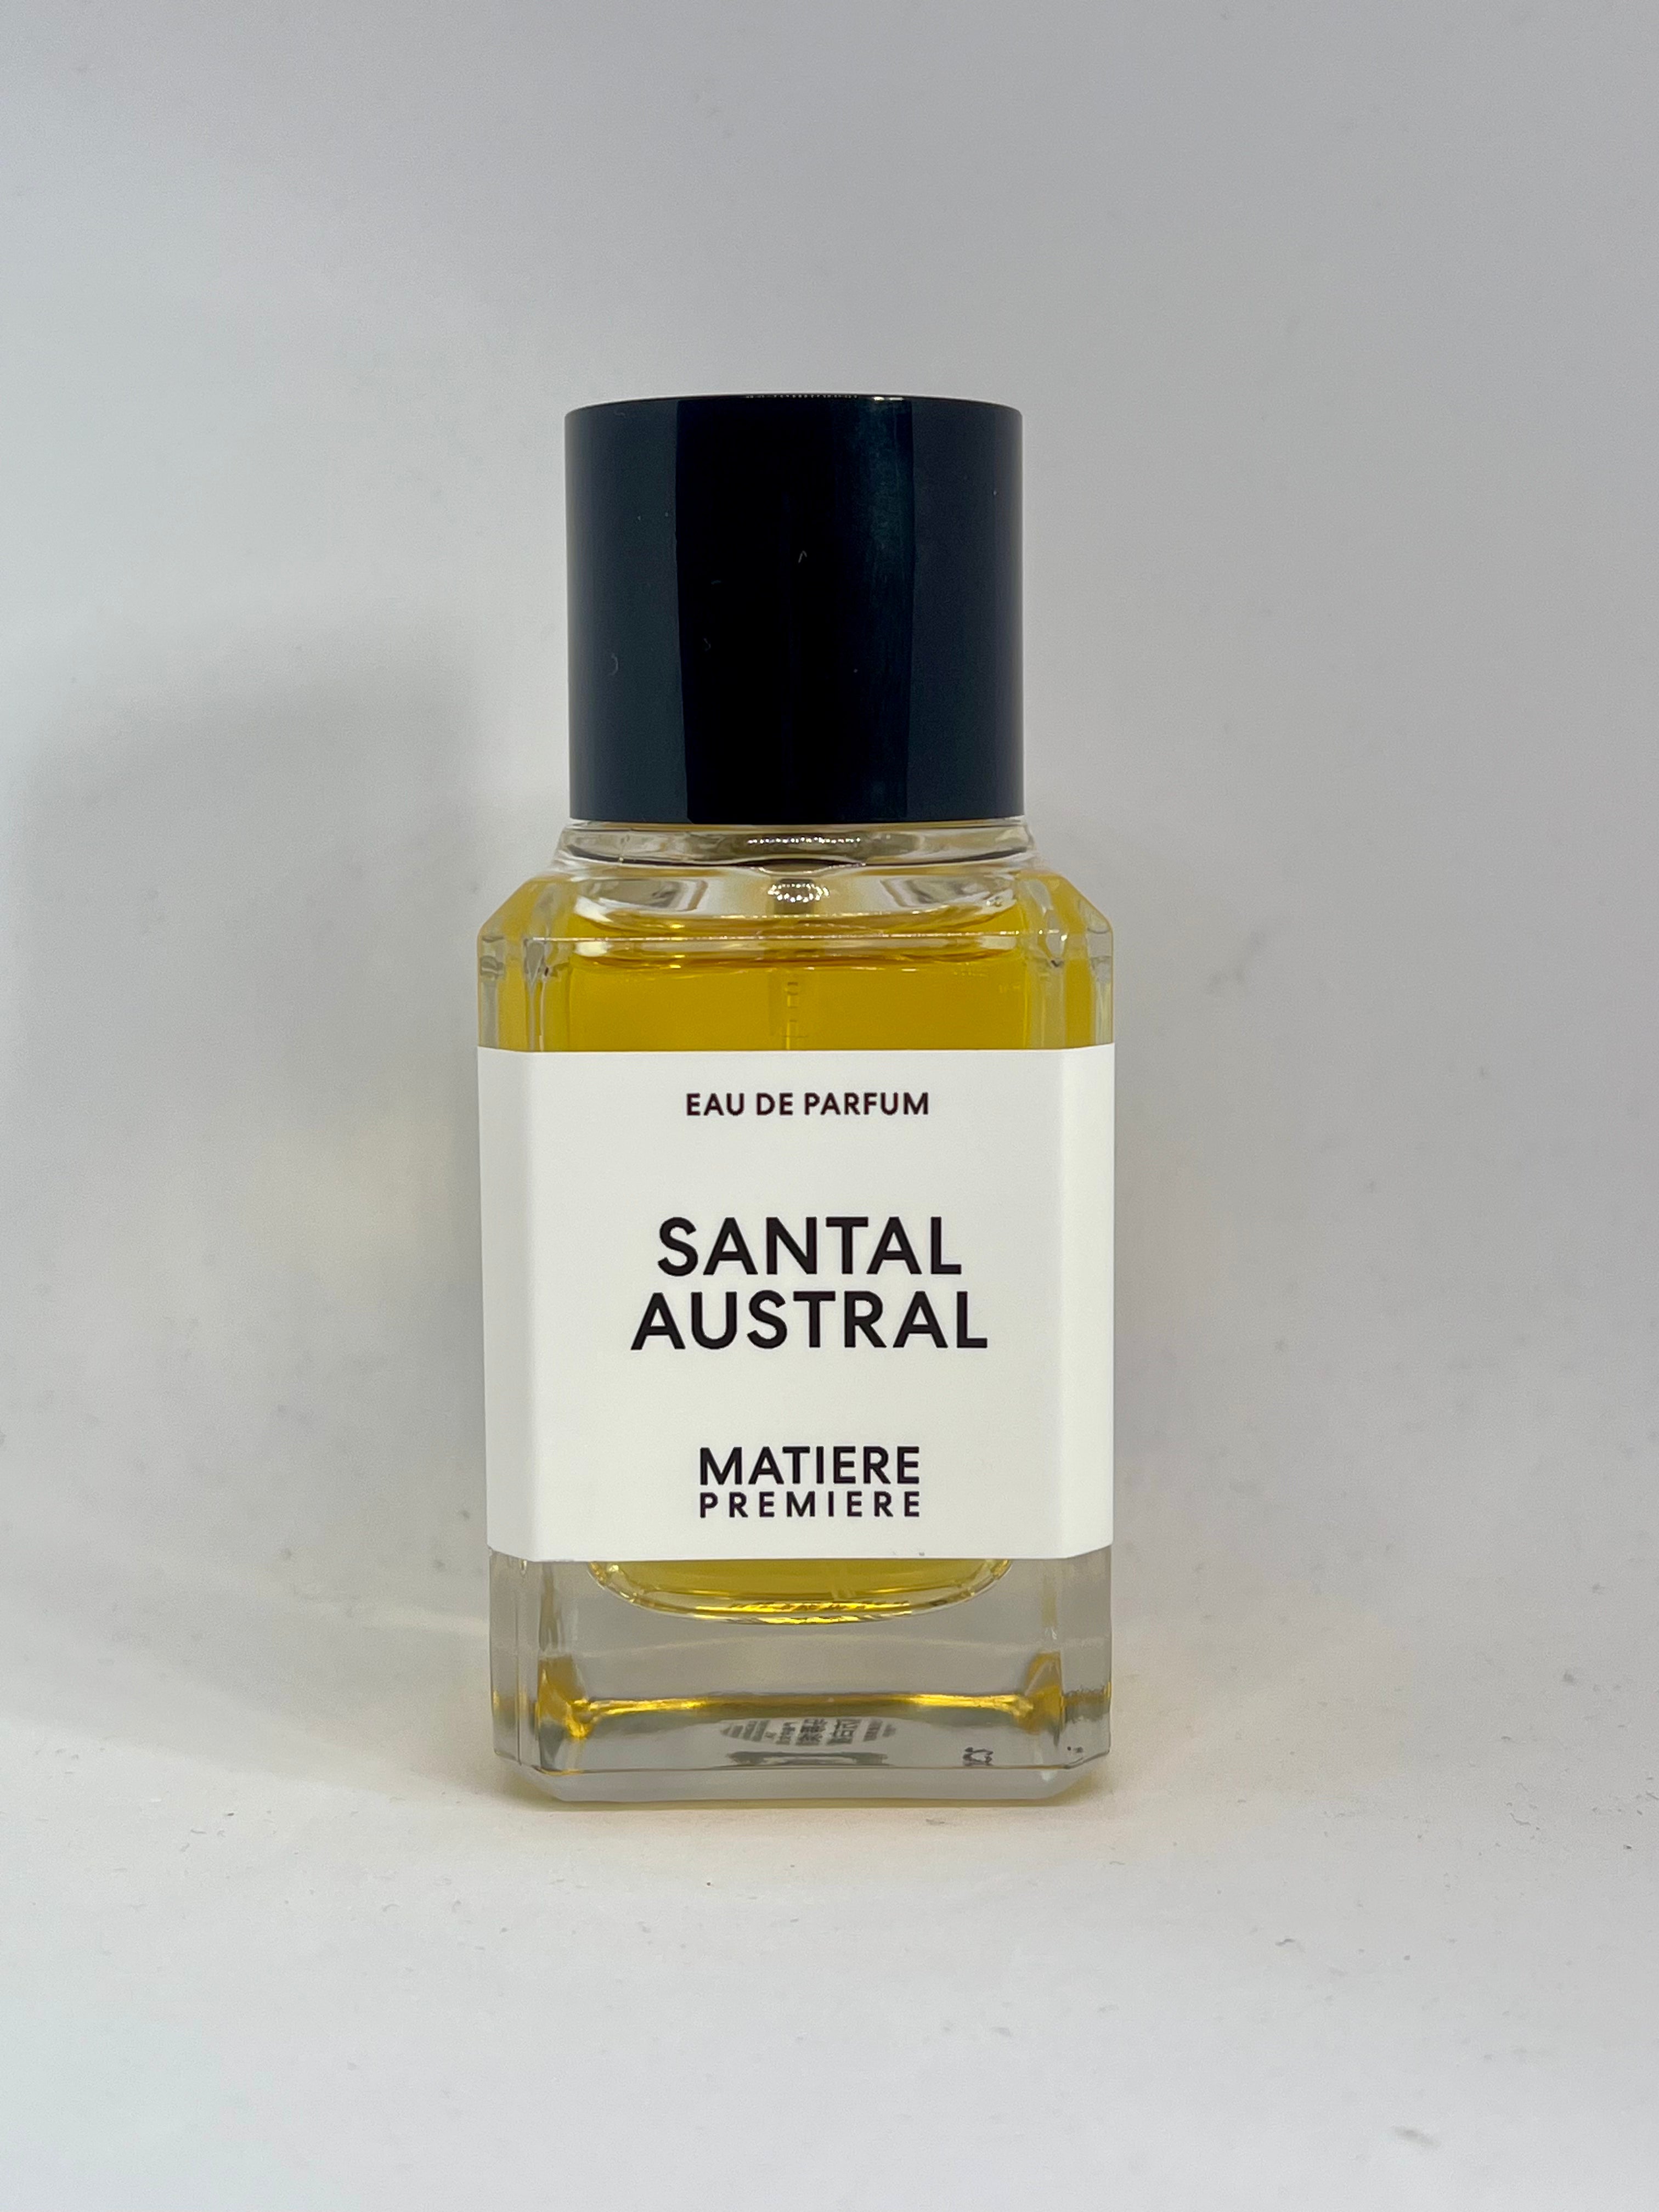 EAU DE PARFUM
SANTAL
AUSTRAL
MATIERE
PREMIERE